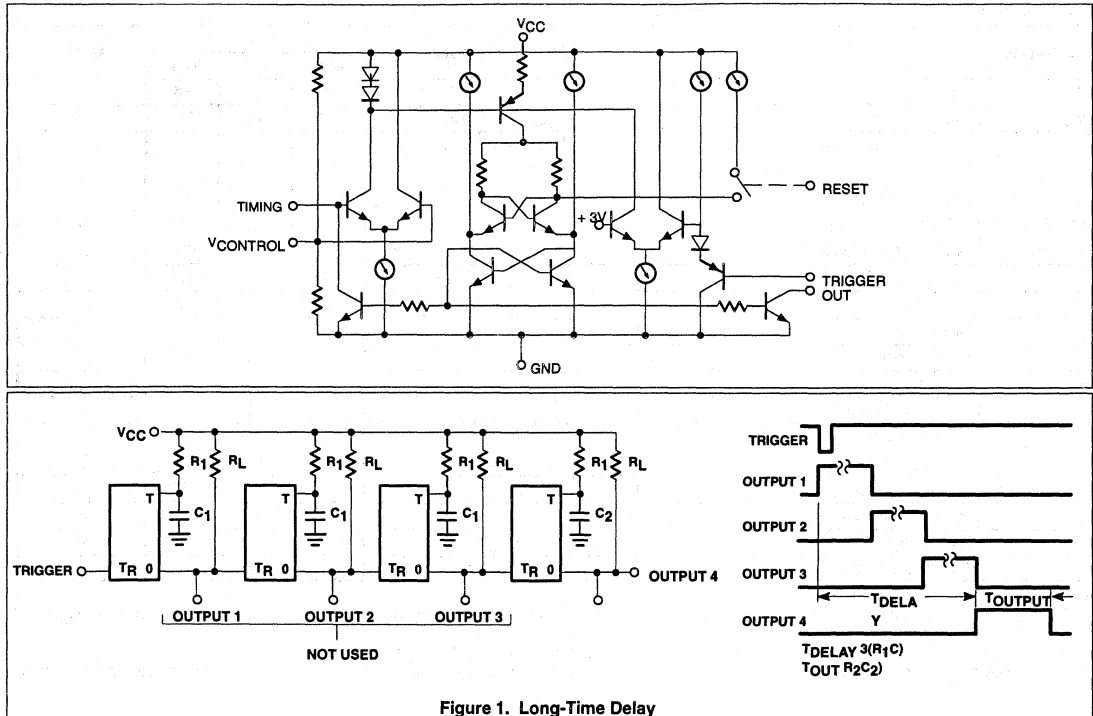 VCC
TIMING
VCONTROL
+ 3V
RESET
TRIGGER
OUT
GND
VCC
R1 RL R1 RL R1 RL R1 RL
T T T T
C1 C1 C1 C2
TRIGGER TR 0 TR 0 TR 0 TR 0 OUTPUT 4
OUTPUT 1 OUTPUT 2 OUTPUT 3
NOT USED
TRIGGER
OUTPUT 1
OUTPUT 2
OUTPUT 3
TDELA TOUTPUT
OUTPUT 4 Y
TDELAY 3(R1C)
TOUT R2C2)
Figure 1. Long-Time Delay